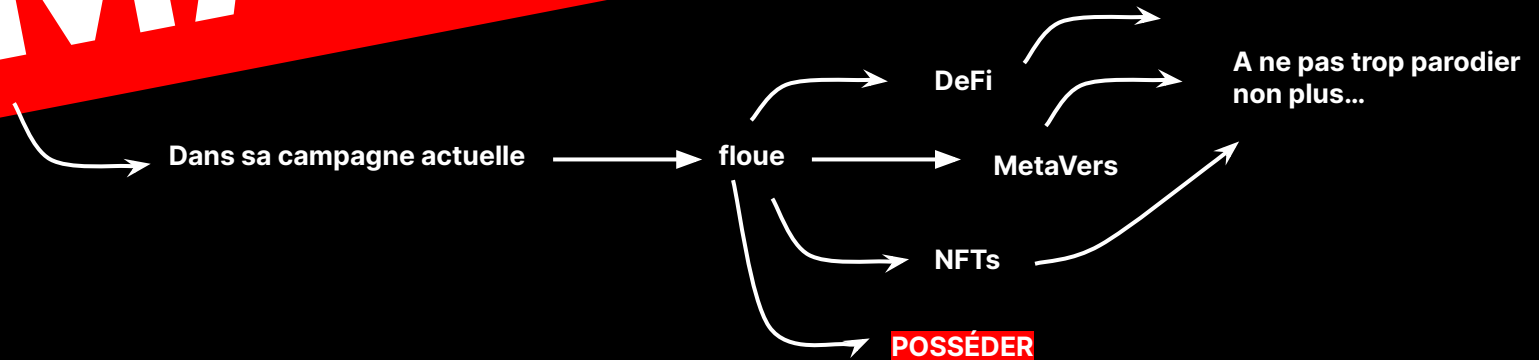 DeFi
A ne pas trop parodier
non plus...
Dans sa campagne actuelle
floue
MetaVers
NFTs
POSSÉDER